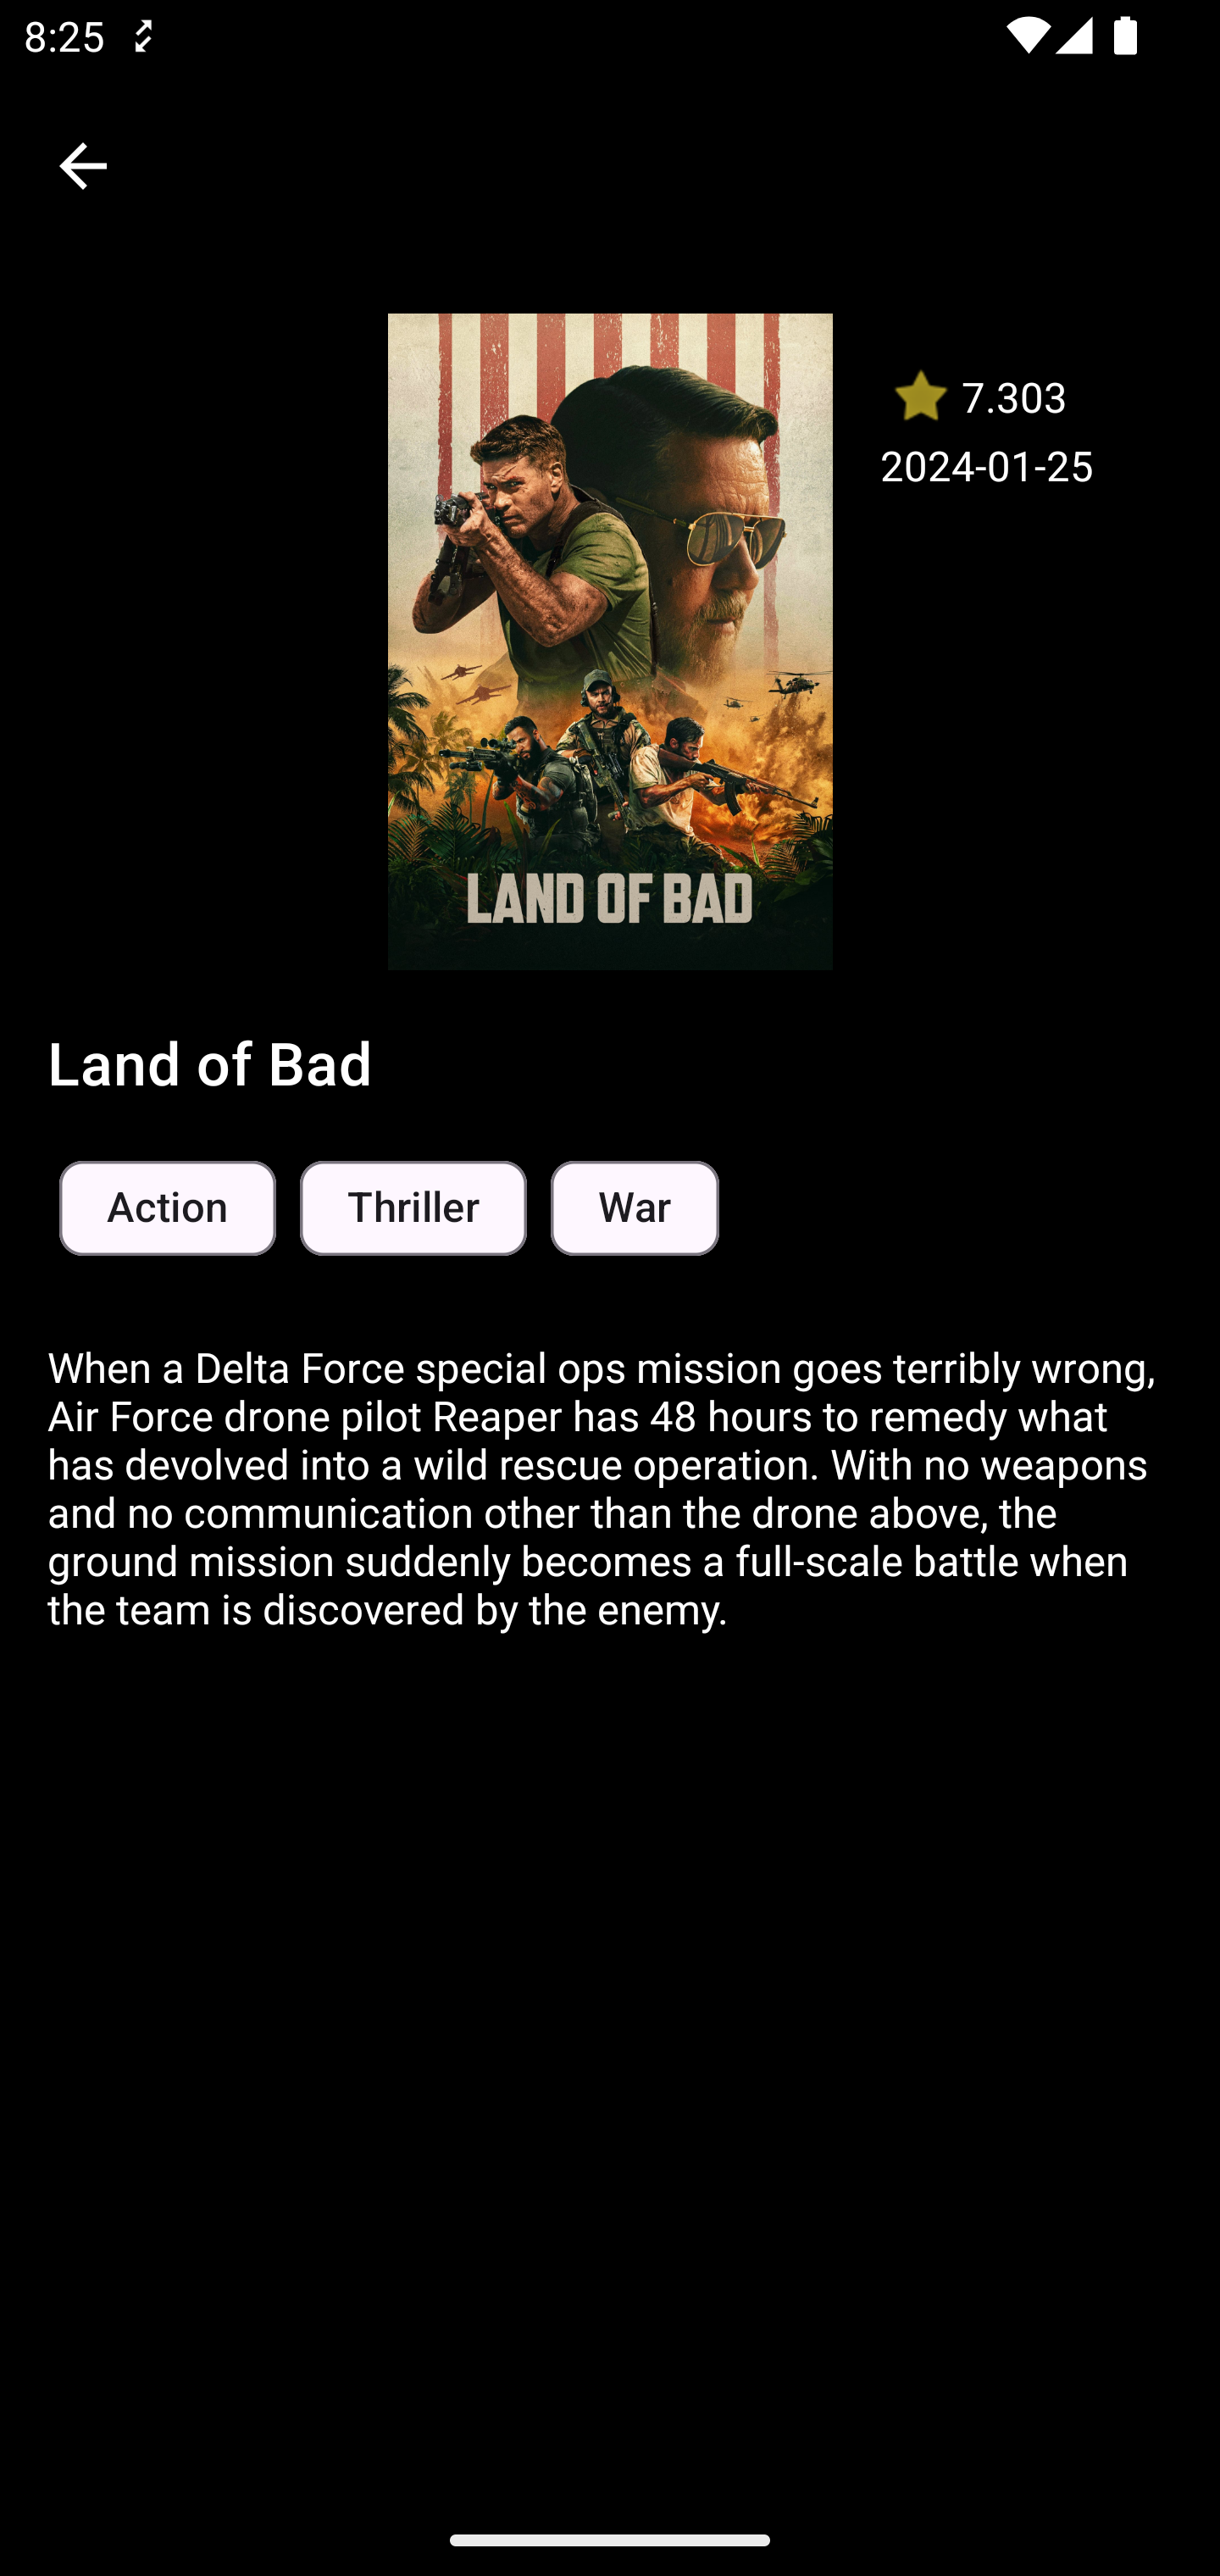 8:25
7.303
2024-01-25
LAND OF BAD
Land of Bad
Action Thriller War
When a Delta Force special ops mission goes terribly wrong,
Air Force drone pilot Reaper has 48 hours to remedy what
has devolved into a wild rescue operation. With no weapons
and no communication other than the drone above, the
ground mission suddenly becomes a full-scale battle when
the team is discovered by the enemy.